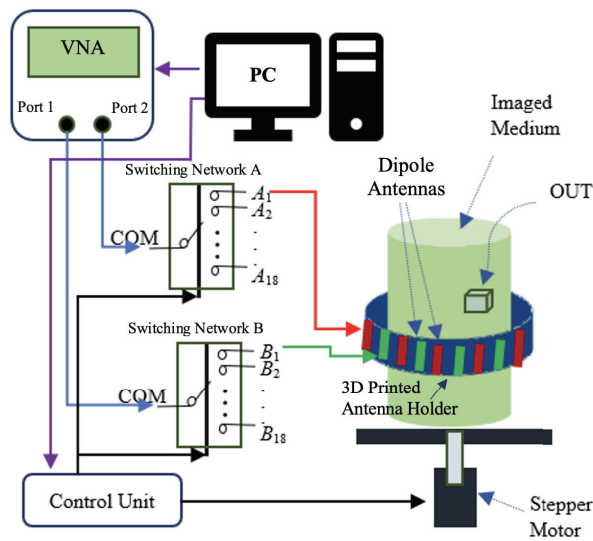 VNA
Port 1
Port 2
PC
Imaged
Medium
Dipole
Antennas
OUT
Switching Network A
COM
A1
A2
A18
Switching Network B
COM
B1
B2
B18
3D Printed
Antenna Holder
Control Unit
Stepper
Motor